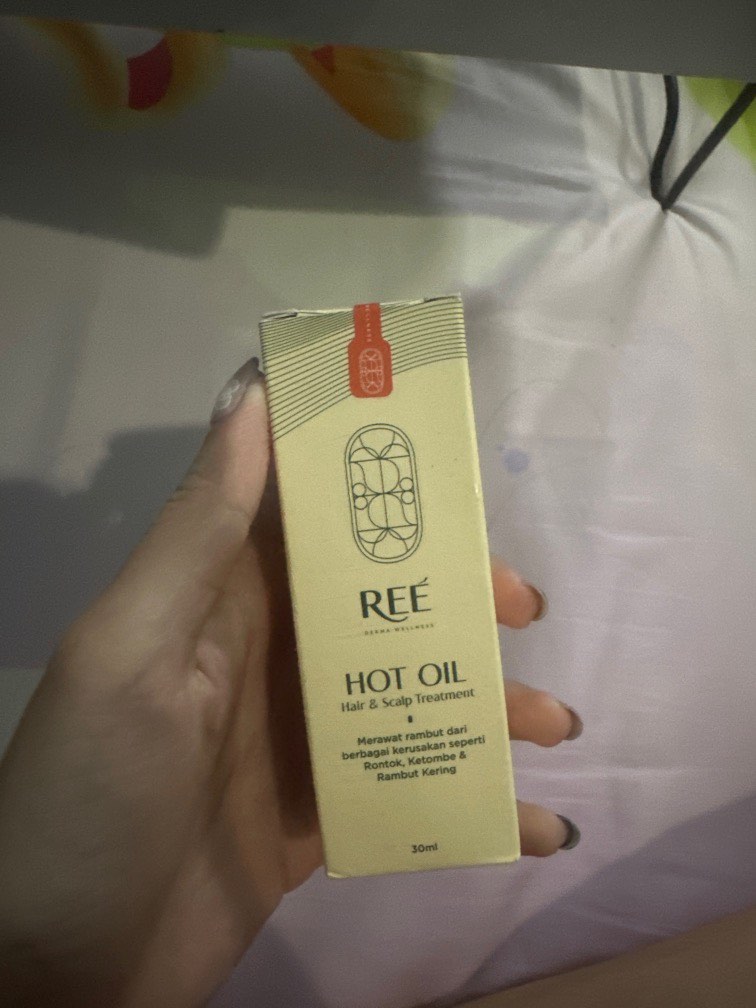 REÉ
DERMA WELLNESS
HOT OIL
Hair & Scalp Treatment
Merawat rambut dari
berbagai kerusakan seperti
Rontok, Ketombe &
Rambut Kering
30ml